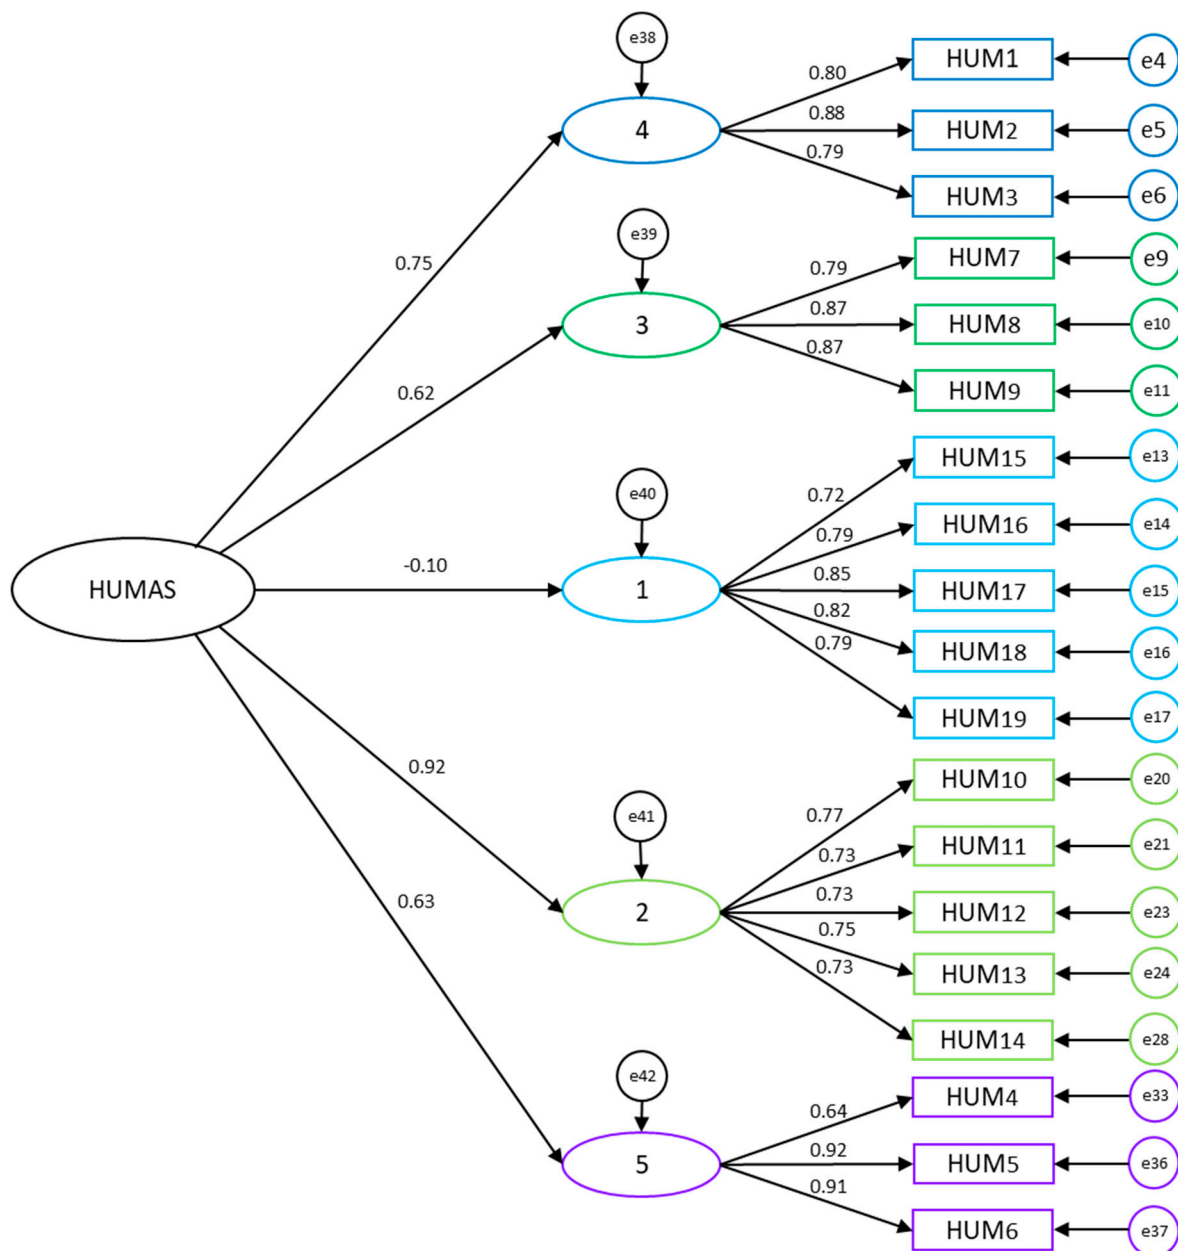 e38
0.80
HUM1
e4
4
0.88
HUM2
e5
0.79
HUM3
e6
0.75
e39
0.79
HUM7
e9
3
0.87
HUM8
e10
0.87
HUM9
e11
0.62
e40
0.72
HUM15
e13
0.79
HUM16
e14
HUMAS
-0.10
1
0.85
HUM17
e15
0.82
HUM18
e16
0.79
HUM19
e17
0.92
e41
0.77
HUM10
e20
0.73
HUM11
e21
2
0.73
HUM12
e23
0.75
HUM13
e24
0.73
HUM14
e28
0.63
e42
0.64
HUM4
e33
5
0.92
HUM5
e36
0.91
HUM6
e37